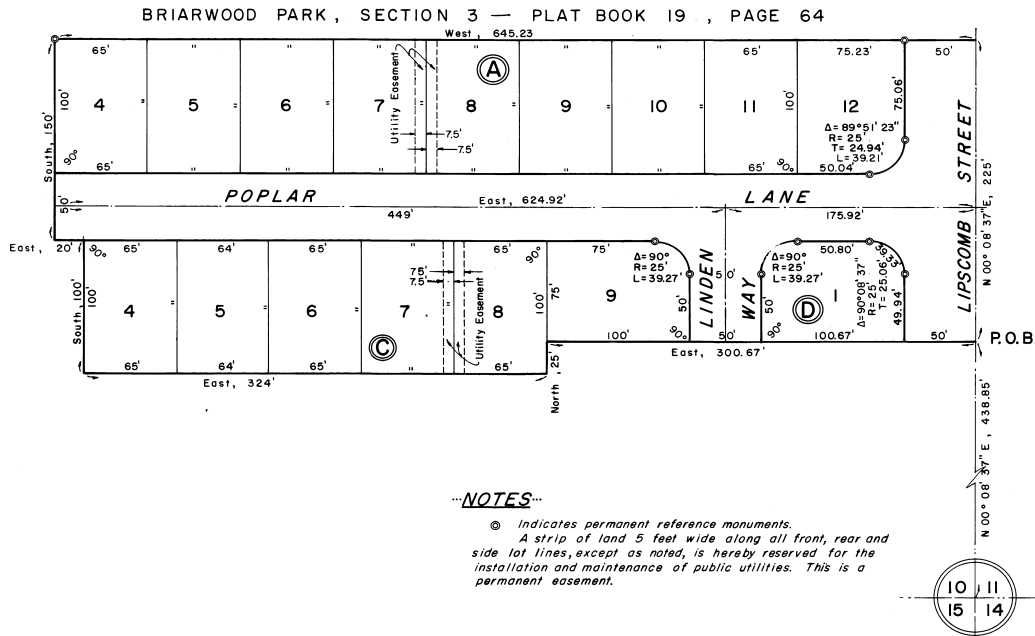 BRIARWOOD PARK, SECTION 3 — PLAT BOOK 19, PAGE 64
West, 645.23
65' " " " " " " 65' 75.23' 50'
South, 150'
100'
4 " 5 " 6 " 7 " 8 " 9 " 10 " 11 100' 12
Utility Easement
A
75.06'
7.5'
7.5'
Δ= 89°51'23"
R= 25'
T= 24.94'
L= 39.21'
90°
65' " " " " " " 65' 90° 50.04'
LIPSCOMB STREET
N 00° 08' 37" E, 225'
POPLAR LANE
East, 624.92'
50'
449' 175.92'
East, 20'
90° 65' 64' 65' " 65' 90° 75' 50.80' 39.33'
South, 100'
100'
4 " 5 " 6 " 7 " 8 100' 75' 9
75'
7.5'
Utility Easement
C
Δ= 90°
R= 25'
L= 39.27'
50'
90°
LINDEN WAY
50'
Δ= 90°
R= 25'
L= 39.27'
50'
90°
D
1
Δ=90°08'37"
R= 25'
T= 25.06'
49.94'
100' 50' 100.67' 50'
P.O.B
East, 300.67'
65' 64' 65' " 65'
East, 324'
North, 25'
N 00° 08' 37" E, 438.85'
NOTES
◎ Indicates permanent reference monuments.
A strip of land 5 feet wide along all front, rear and
side lot lines, except as noted, is hereby reserved for the
installation and maintenance of public utilities. This is a
permanent easement.
10 11
15 14